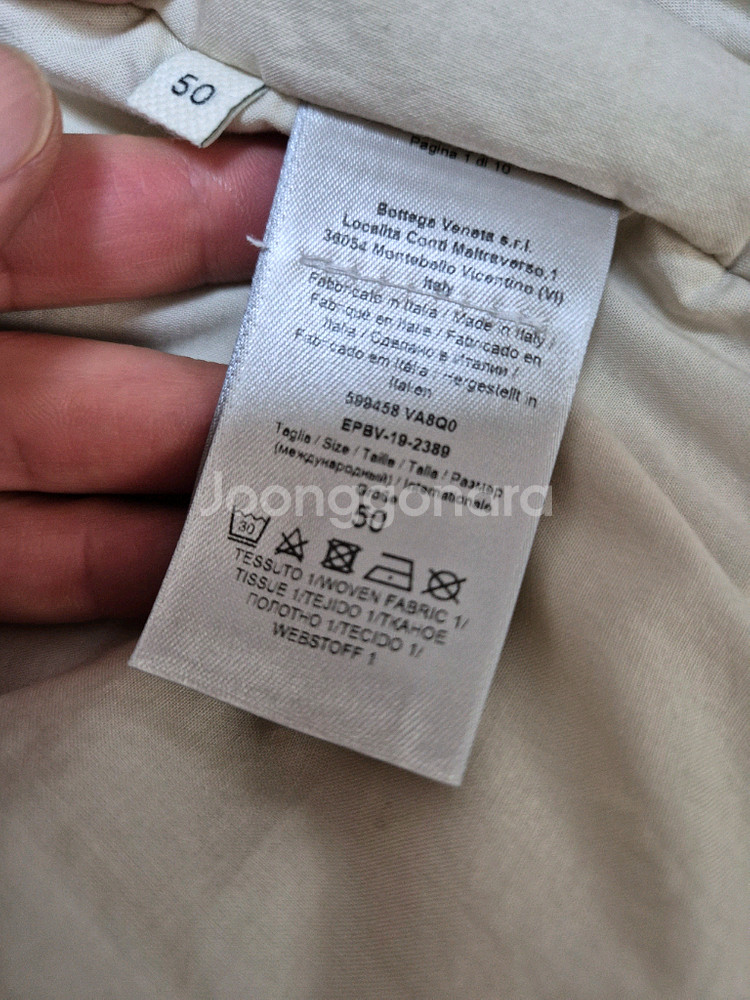 50
Pagina 1 di 10
Bottega Veneta s.r.l.
Località Conti Maltraverso,1
36054 Montebello Vicentino (VI)
Italy
Fabbricato in Italia / Made in Italy /
Fabriqué en Italie / Fabricado en
Italia / Сделано в Италии /
Fabricado em Itália / Hergestellt in
Italien
599458 VA8Q0
EPBV-19-2389
Taglia / Size / Taille / Talla / Размер
(международный) / Internationale
Größe
50
30
TESSUTO 1/WOVEN FABRIC 1/
TISSUE 1/TEJIDO 1/ТКАНОЕ
ПОЛОТНО 1/TECIDO 1/
WEBSTOFF 1
Joonggonara